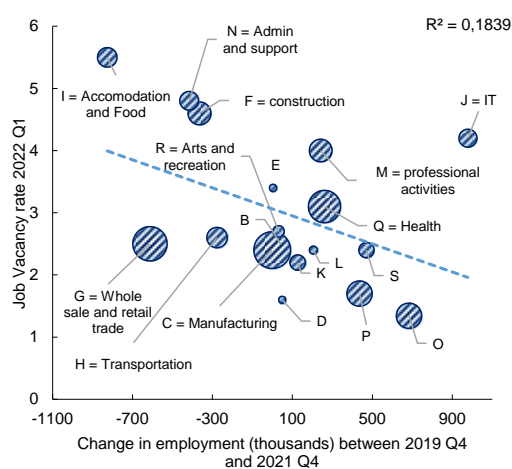 R² = 0,1839
Job Vacancy rate 2022 Q1
6
5
4
3
2
1
0
N = Admin
and support
I = Accomodation
and Food
F = construction
J = IT
R = Arts and
recreation
E
M = professional
activities
B
Q = Health
G = Whole
sale and retail
trade
C = Manufacturing
H = Transportation
K
L
S
D
P
O
-1100
-700
-300
100
500
900
Change in employment (thousands) between 2019 Q4
and 2021 Q4